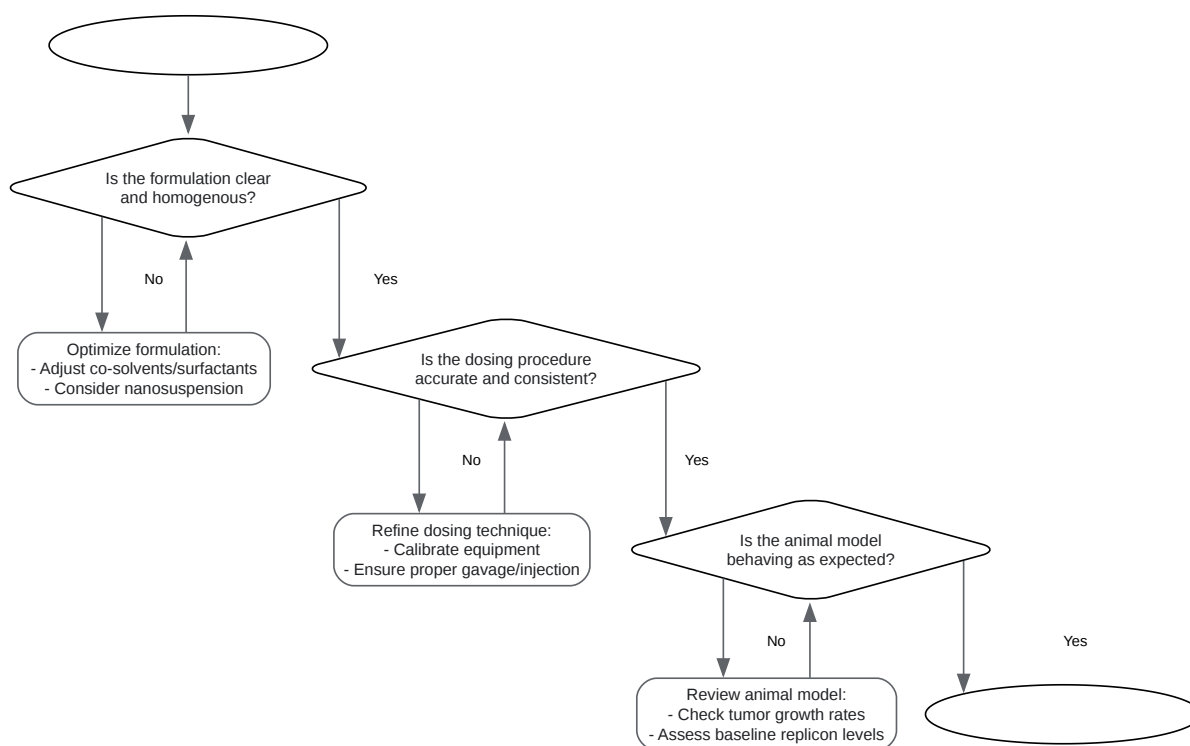 Is the formulation clear
and homogenous?
No
Yes
Optimize formulation:
- Adjust co-solvents/surfactants
- Consider nanosuspension
Is the dosing procedure
accurate and consistent?
No
Yes
Refine dosing technique:
- Calibrate equipment
- Ensure proper gavage/injection
Is the animal model
behaving as expected?
No
Yes
Review animal model:
- Check tumor growth rates
- Assess baseline replicon levels